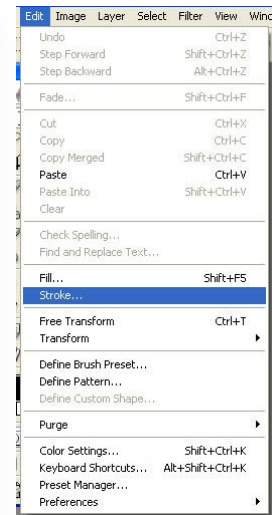 Edit Image Layer Select Filter View Wind
Undo Ctrl+Z
Step Forward Shift+Ctrl+Z
Step Backward Alt+Ctrl+Z
Fade... Shift+Ctrl+F
Cut Ctrl+X
Copy Ctrl+C
Copy Merged Shift+Ctrl+C
Paste Ctrl+V
Paste Into Shift+Ctrl+V
Clear
Check Spelling...
Find and Replace Text...
Fill... Shift+F5
Stroke...
Free Transform Ctrl+T
Transform
Define Brush Preset...
Define Pattern...
Define Custom Shape...
Purge
Color Settings... Shift+Ctrl+K
Keyboard Shortcuts... Alt+Shift+Ctrl+K
Preset Manager...
Preferences